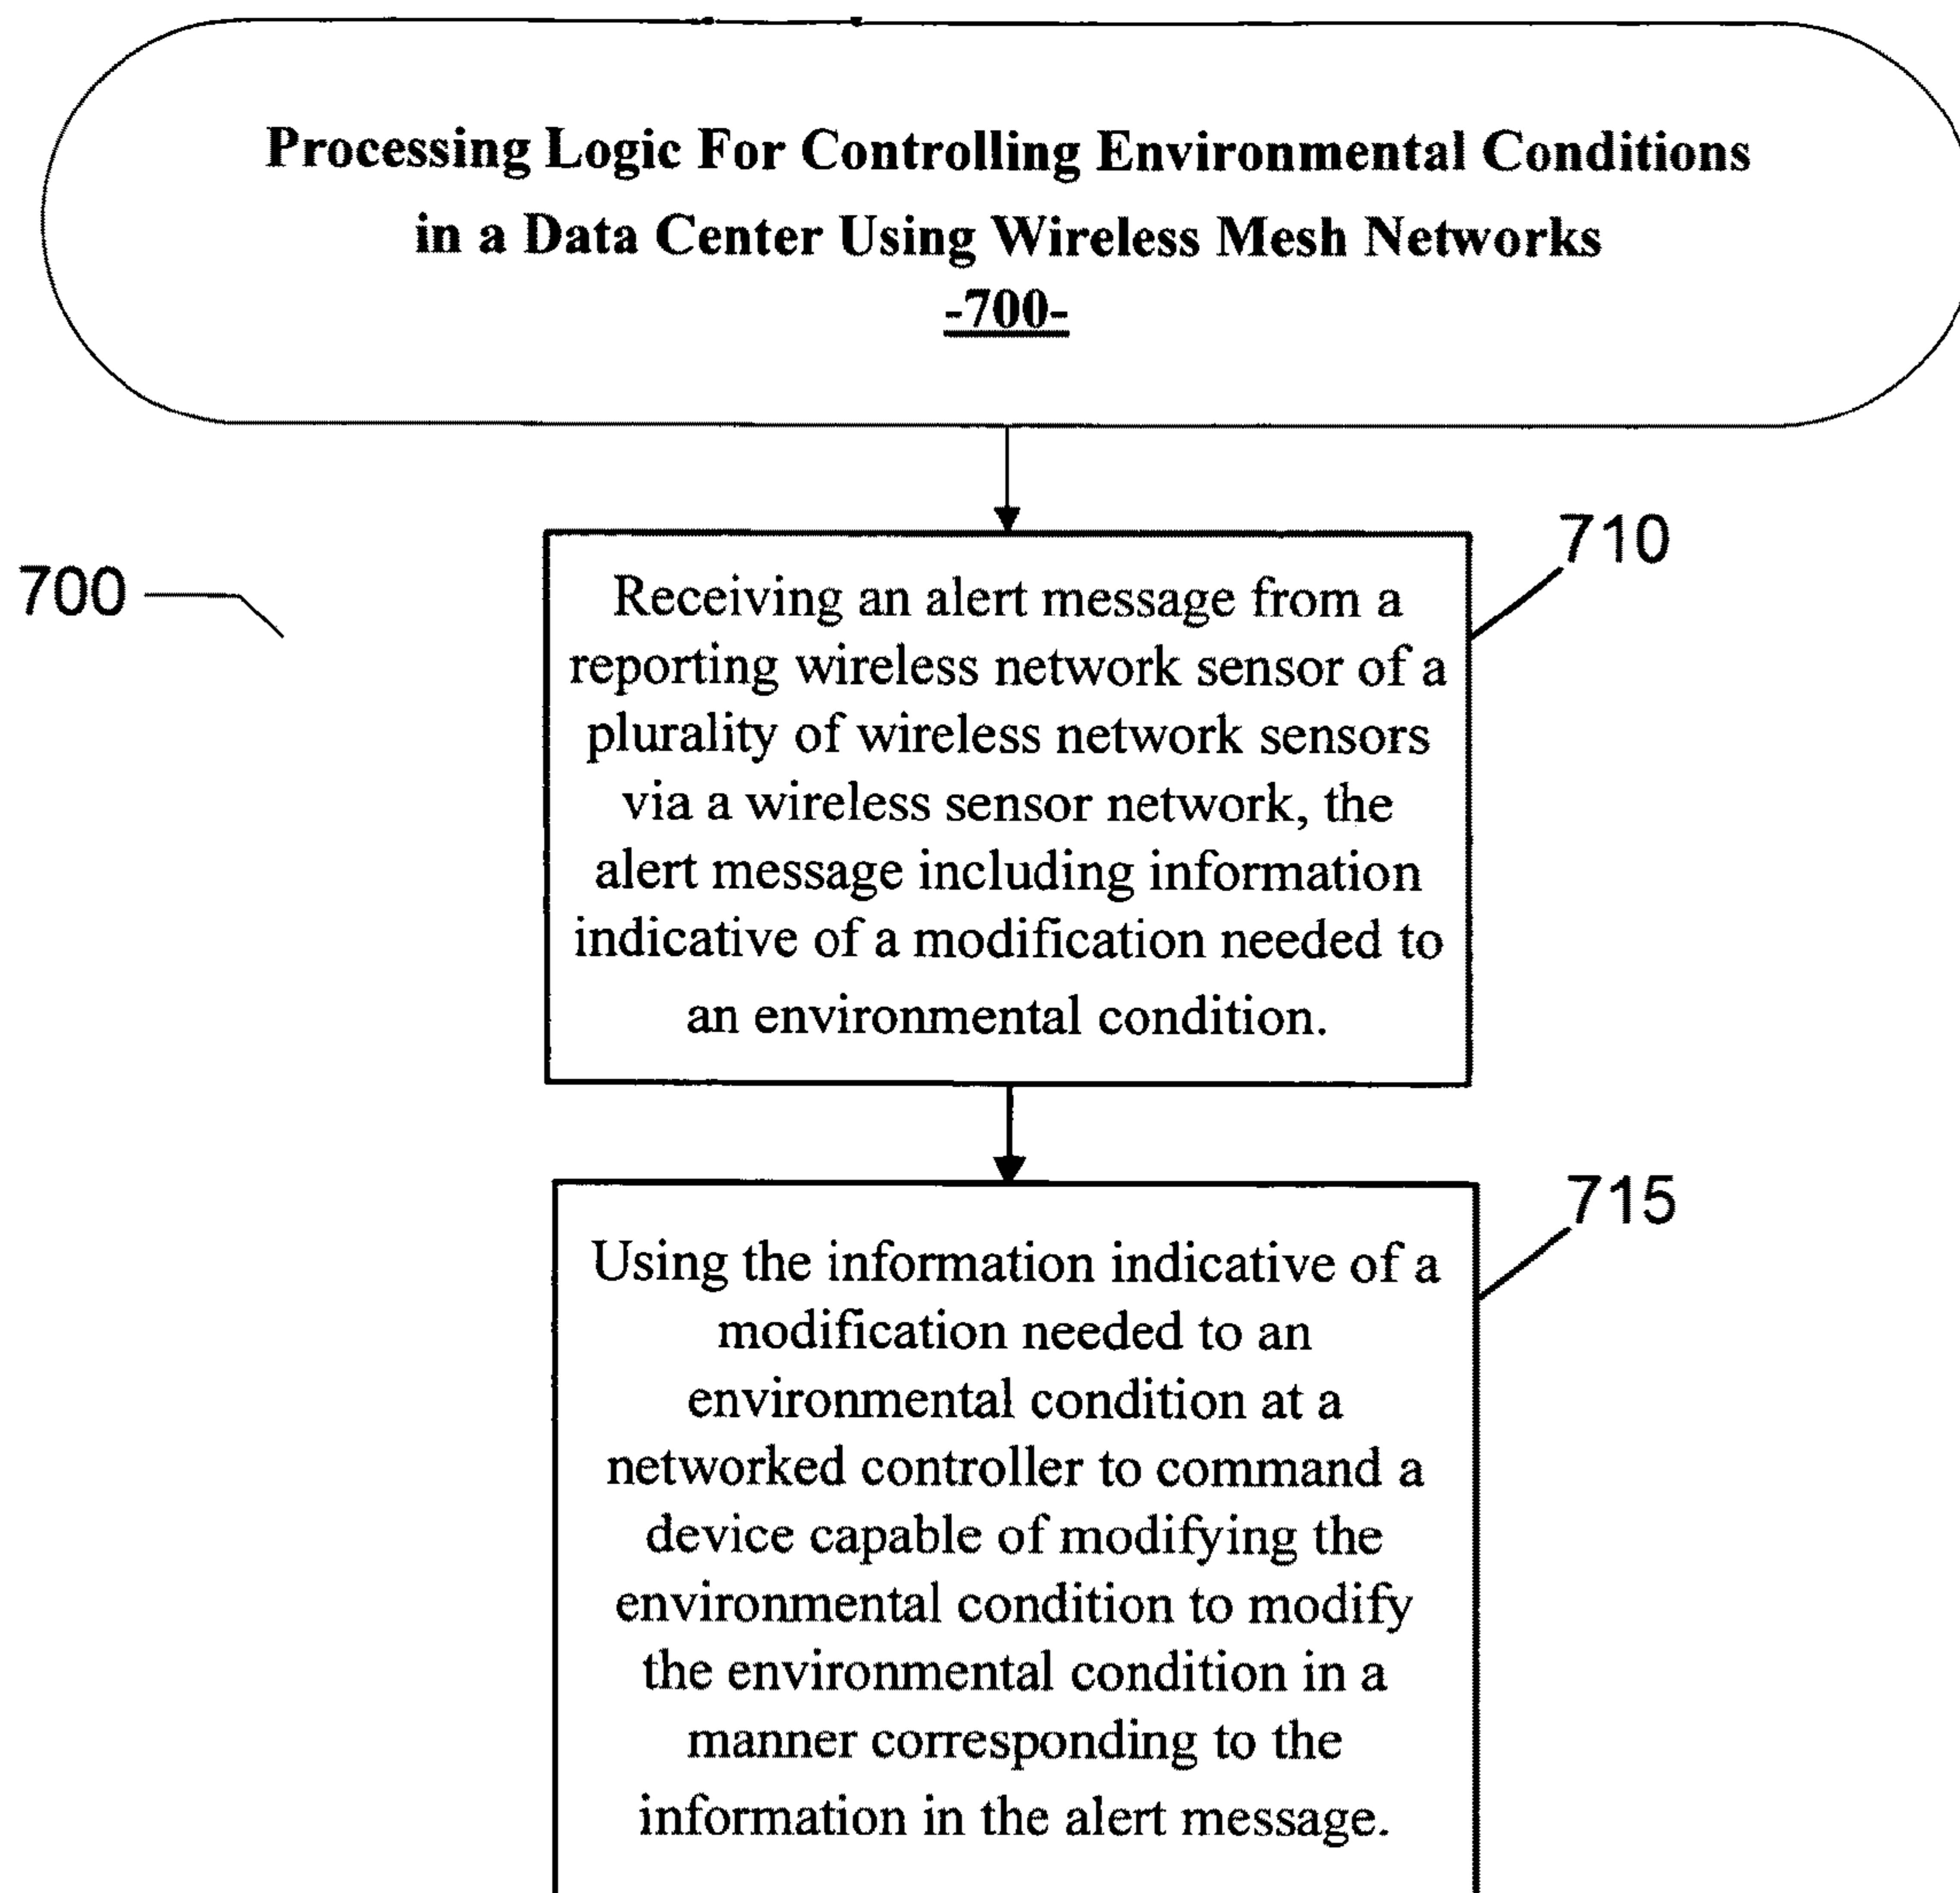 Processing Logic For Controlling Environmental Conditions
in a Data Center Using Wireless Mesh Networks
-700-
700
710
Receiving an alert message from a
reporting wireless network sensor of a
plurality of wireless network sensors
via a wireless sensor network, the
alert message including information
indicative of a modification needed to
an environmental condition.
715
Using the information indicative of a
modification needed to an
environmental condition at a
networked controller to command a
device capable of modifying the
environmental condition to modify
the environmental condition in a
manner corresponding to the
information in the alert message.